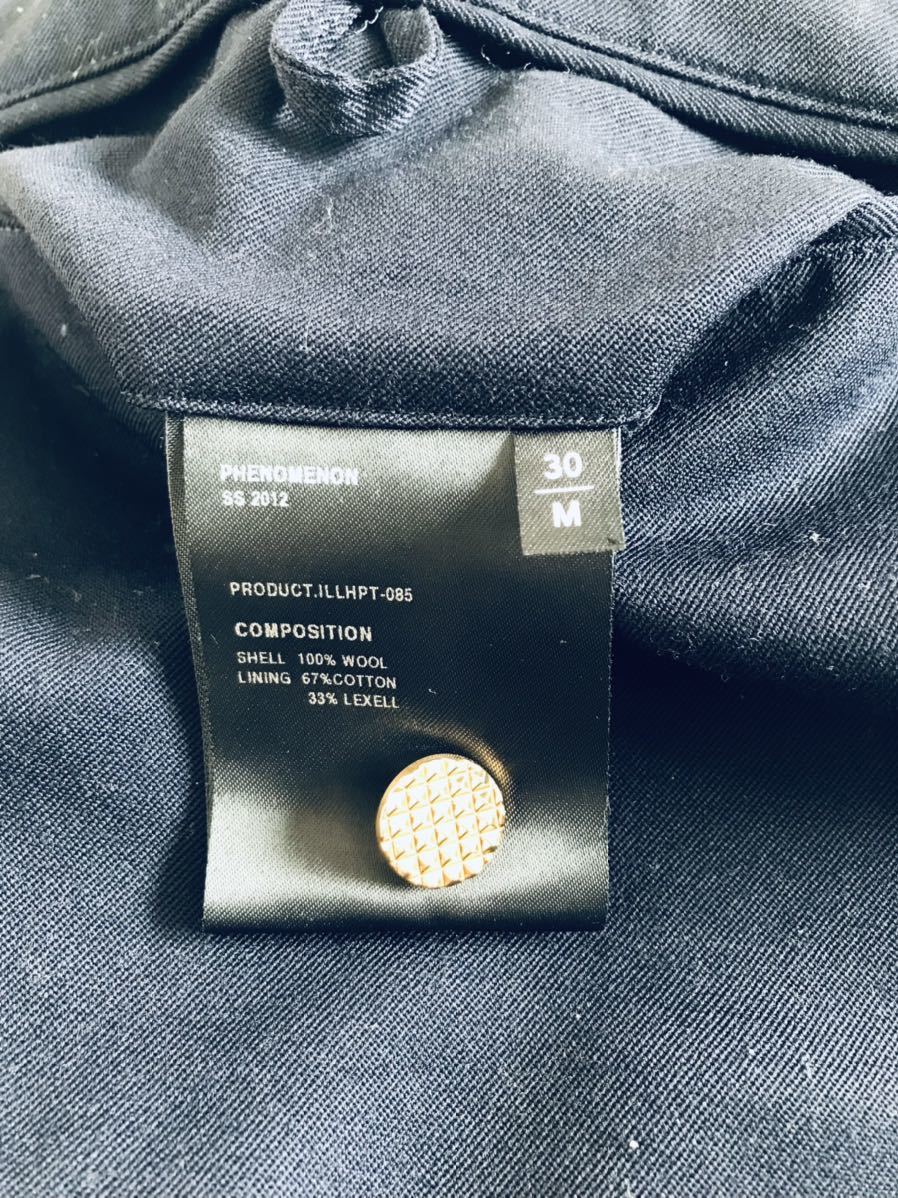 PHENOMENON
SS 2012
30
M
PRODUCT.ILLHPT-085
COMPOSITION
SHELL 100% WOOL
LINING 67%COTTON
33% LEXELL